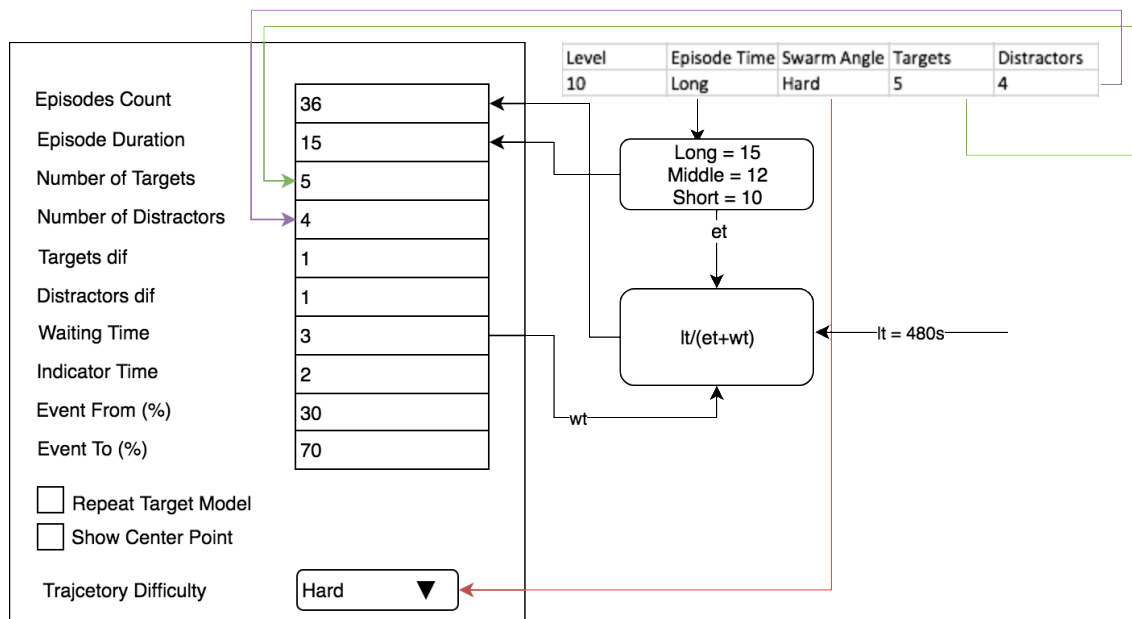 Level Episode Time Swarm Angle Targets Distractors
10 Long Hard 5 4
Episodes Count 36
Episode Duration 15
Number of Targets 5
Number of Distractors 4
Targets dif 1
Distractors dif 1
Waiting Time 3
Indicator Time 2
Event From (%) 30
Event To (%) 70
Repeat Target Model
Show Center Point
Trajcetory Difficulty Hard
Long = 15
Middle = 12
Short = 10
et
lt/(et+wt)
lt = 480s
wt